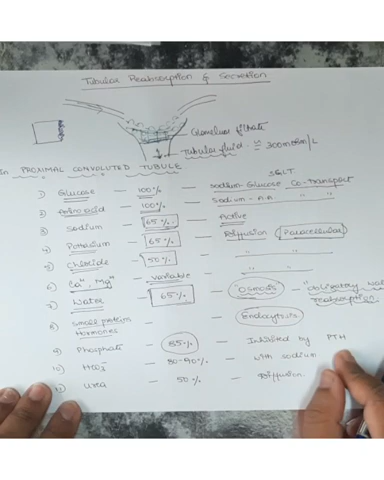 Tubular Reabsorption & Secretion
Glomerular filtrate
Tubular fluid ≈ 300mosm/L
In PROXIMAL CONVOLUTED TUBULE
SGLT
1) Glucose — 100% — Sodium-Glucose Co-transport
2) Amino acid — 100% — Sodium - A.A. " "
3) Sodium — 65% — Active
4) Potassium — 65% — Diffusion (Paracellular)
5) Chloride — 50% — " "
6) Ca⁺⁺, Mg⁺⁺ — variable — " "
7) Water — 65% — "Osmosis" — "Obligatory water reabsorption
8) Small proteins Hormones — Endocytosis
9) Phosphate — 85% — Inhibited by PTH
10) HCO₃⁻ — 80-90% — with sodium
11) Urea — 50% — Diffusion